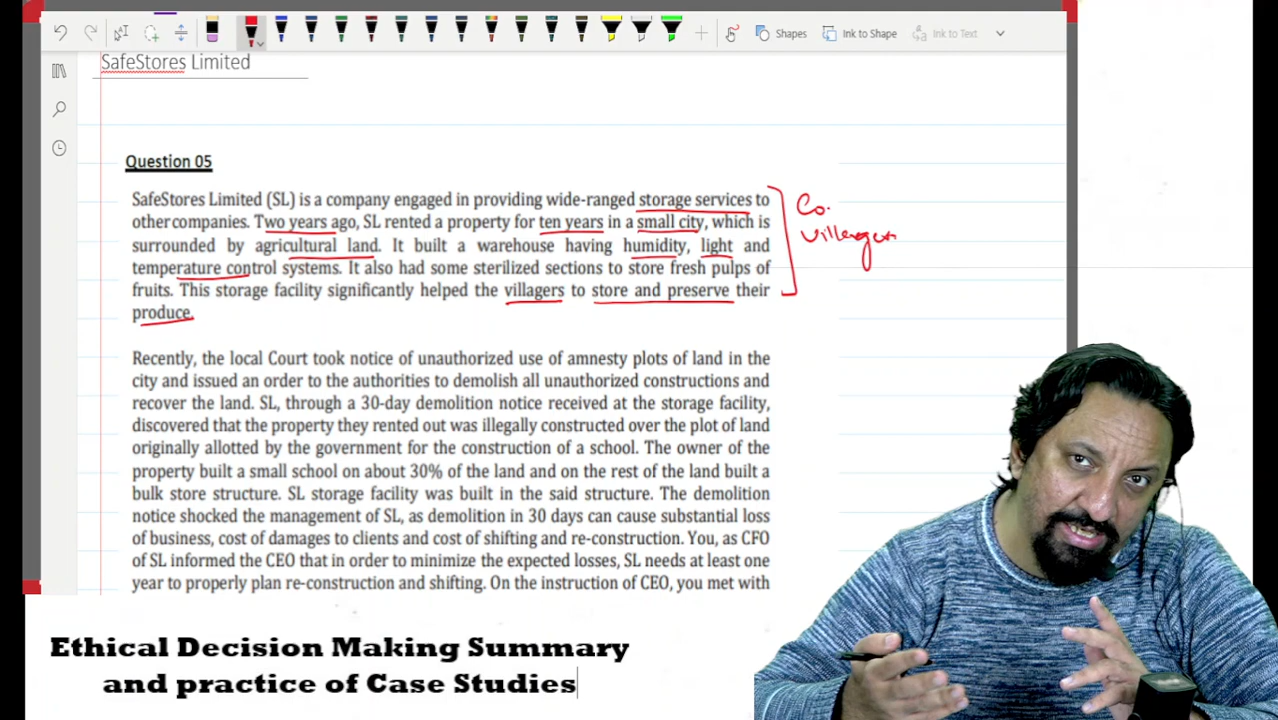 Shapes
Ink to Shape
Ink to Text
SafeStores Limited
Question 05
SafeStores Limited (SL) is a company engaged in providing wide-ranged storage services to
other companies. Two years ago, SL rented a property for ten years in a small city, which is
surrounded by agricultural land. It built a warehouse having humidity, light and
temperature control systems. It also had some sterilized sections to store fresh pulps of
fruits. This storage facility significantly helped the villagers to store and preserve their
produce.
Co.
villagers
Recently, the local Court took notice of unauthorized use of amnesty plots of land in the
city and issued an order to the authorities to demolish all unauthorized constructions and
recover the land. SL, through a 30-day demolition notice received at the storage facility,
discovered that the property they rented out was illegally constructed over the plot of land
originally allotted by the government for the construction of a school. The owner of the
property built a small school on about 30% of the land and on the rest of the land built a
bulk store structure. SL storage facility was built in the said structure. The demolition
notice shocked the management of SL, as demolition in 30 days can cause substantial loss
of business, cost of damages to clients and cost of shifting and re-construction. You, as CFO
of SL informed the CEO that in order to minimize the expected losses, SL needs at least one
year to properly plan re-construction and shifting. On the instruction of CEO, you met with
Ethical Decision Making Summary
and practice of Case Studies